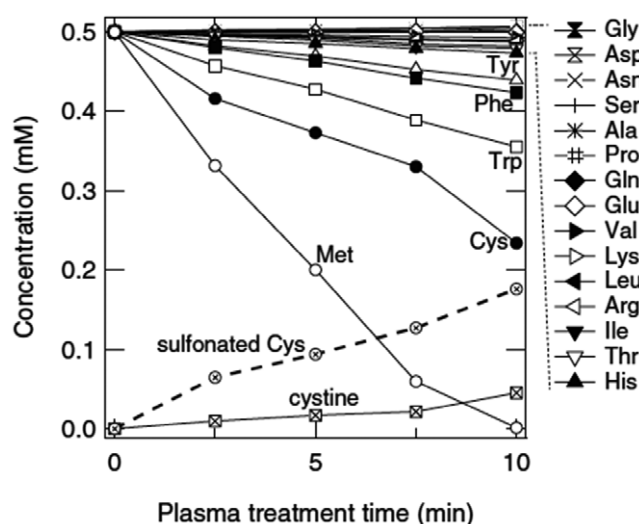 0.5
0.4
0.3
0.2
0.1
0.0
Concentration (mM)
0
5
10
Plasma treatment time (min)
Tyr
Phe
Trp
Cys
Met
sulfonated Cys
cystine
Gly
Asp
Asn
Ser
Ala
Pro
Gln
Glu
Val
Lys
Leu
Arg
Ile
Thr
His